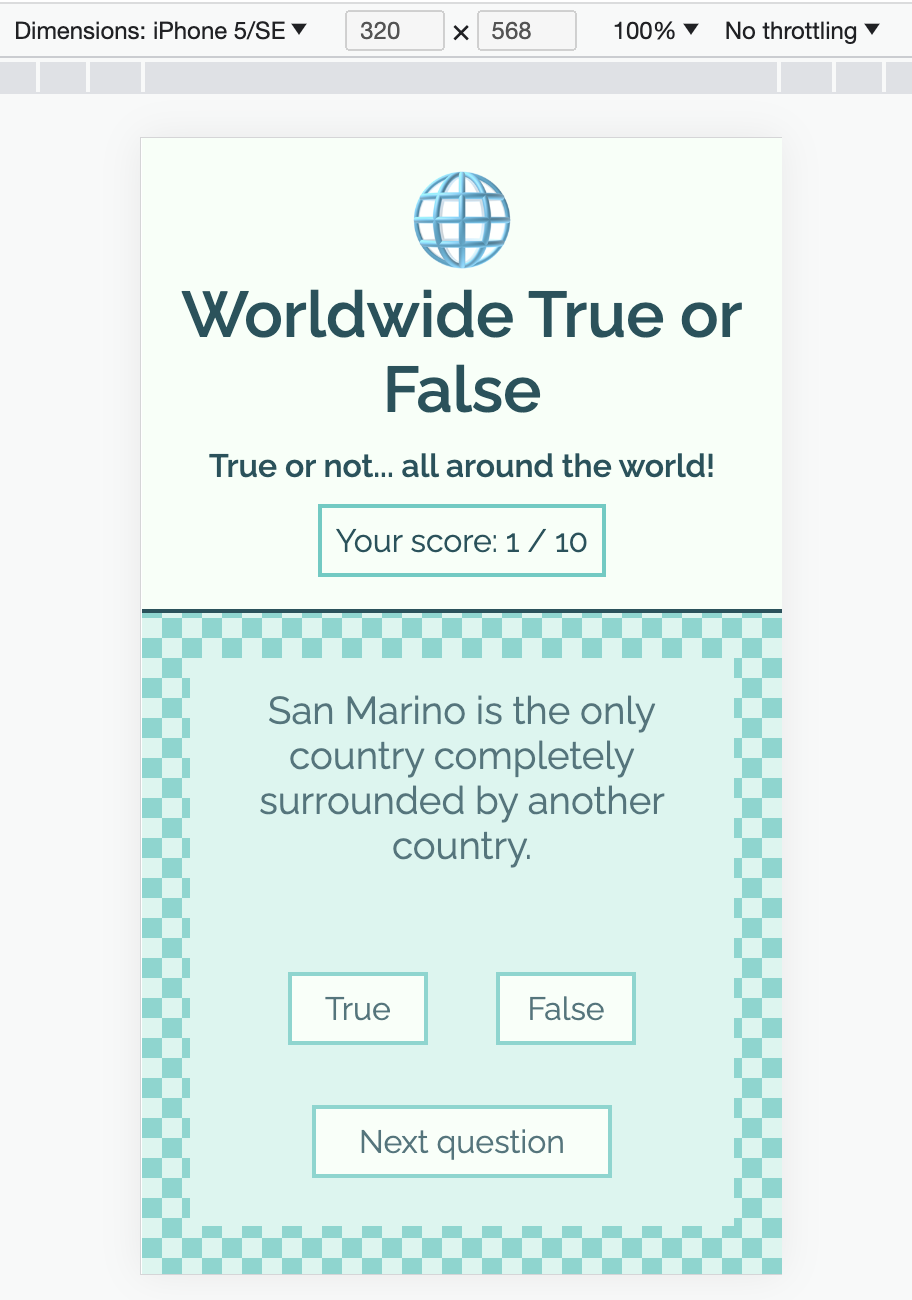 Dimensions: iPhone 5/SE ▼ 320 × 568 100% ▼ No throttling ▼
Worldwide True or
False
True or not... all around the world!
Your score: 1 / 10
San Marino is the only
country completely
surrounded by another
country.
True False
Next question